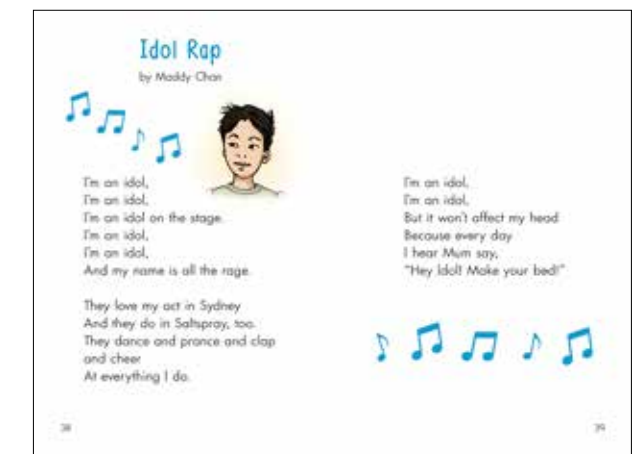 Idol Rap
by Maddy Chan
I'm an idol,
I'm an idol,
I'm an idol on the stage.
I'm an idol,
I'm an idol,
And my name is all the rage.
They love my act in Sydney
And they do in Saltspray, too.
They dance and prance and clap
and cheer
At everything I do.
38
I'm an idol,
I'm an idol,
But it won't affect my head
Because every day
I hear Mum say,
"Hey Idol! Make your bed!"
39